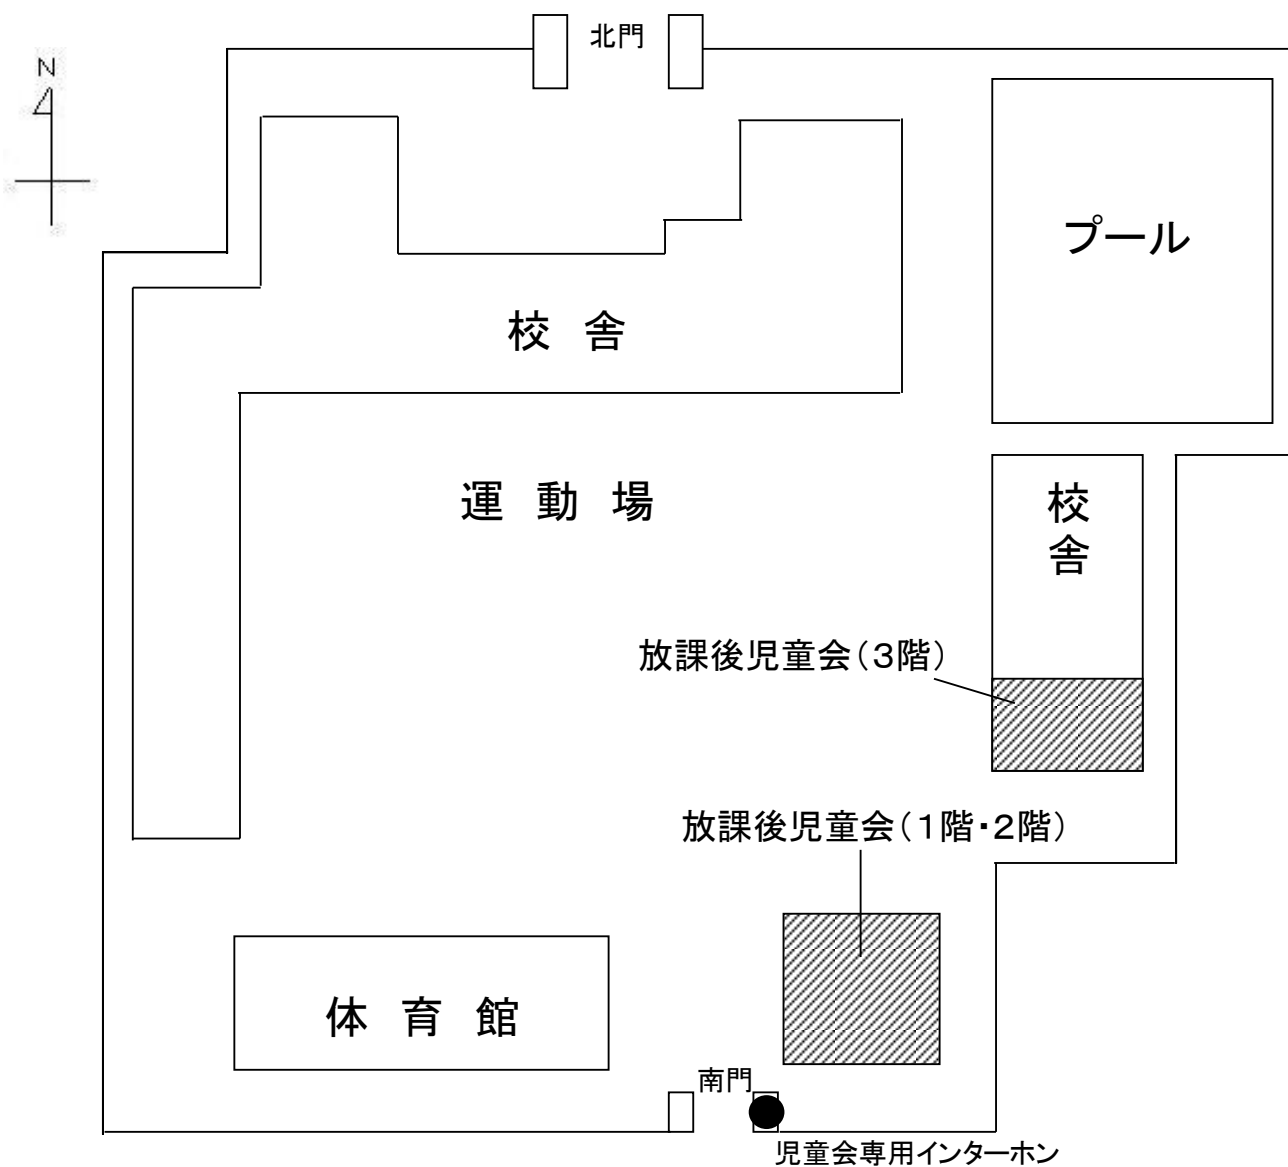 北門
N
プール
校 舎
運 動 場
校
舎
放課後児童会(3階)
放課後児童会(1階・2階)
体 育 館
南門
児童会専用インターホン